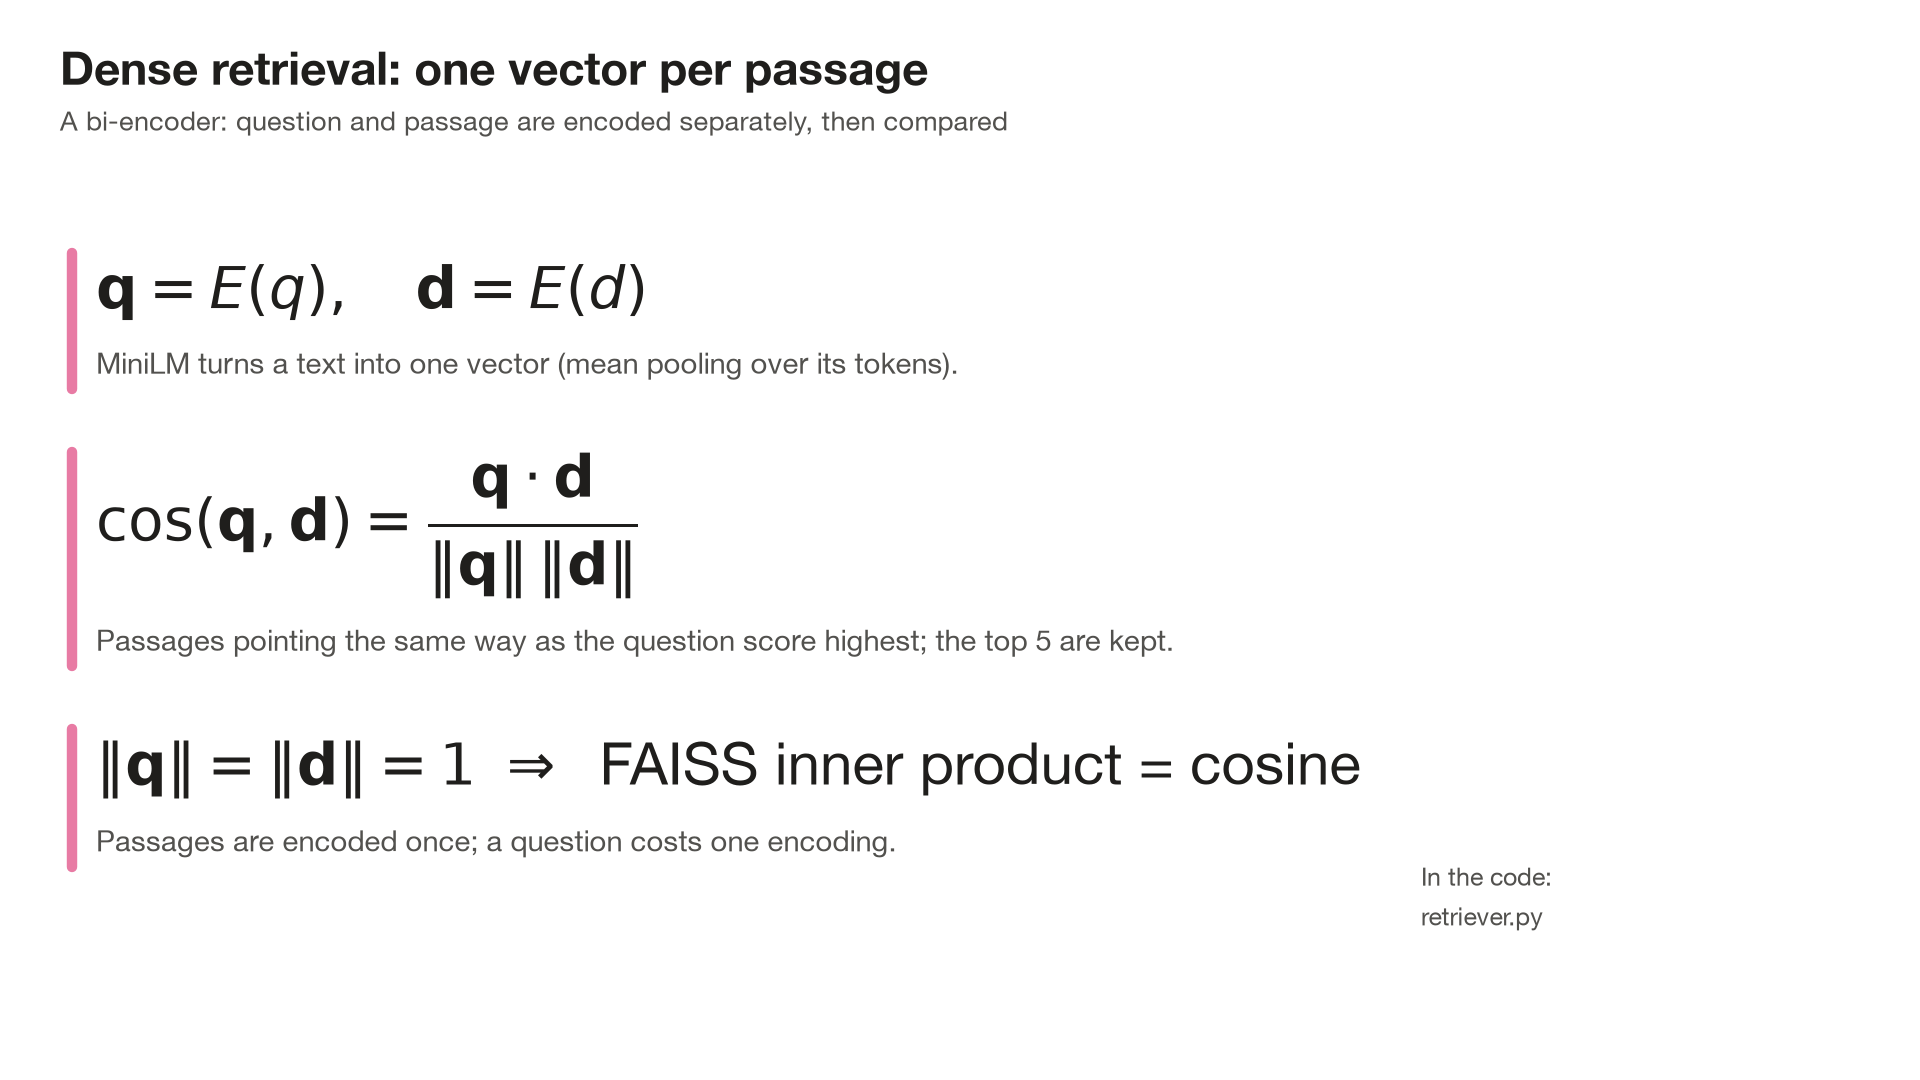 Dense retrieval: one vector per passage
A bi-encoder: question and passage are encoded separately, then compared
q = E(q), d = E(d)
MiniLM turns a text into one vector (mean pooling over its tokens).
cos(q, d) = q · d / ‖q‖ ‖d‖
Passages pointing the same way as the question score highest; the top 5 are kept.
‖q‖ = ‖d‖ = 1 ⇒ FAISS inner product = cosine
Passages are encoded once; a question costs one encoding.
In the code:
retriever.py